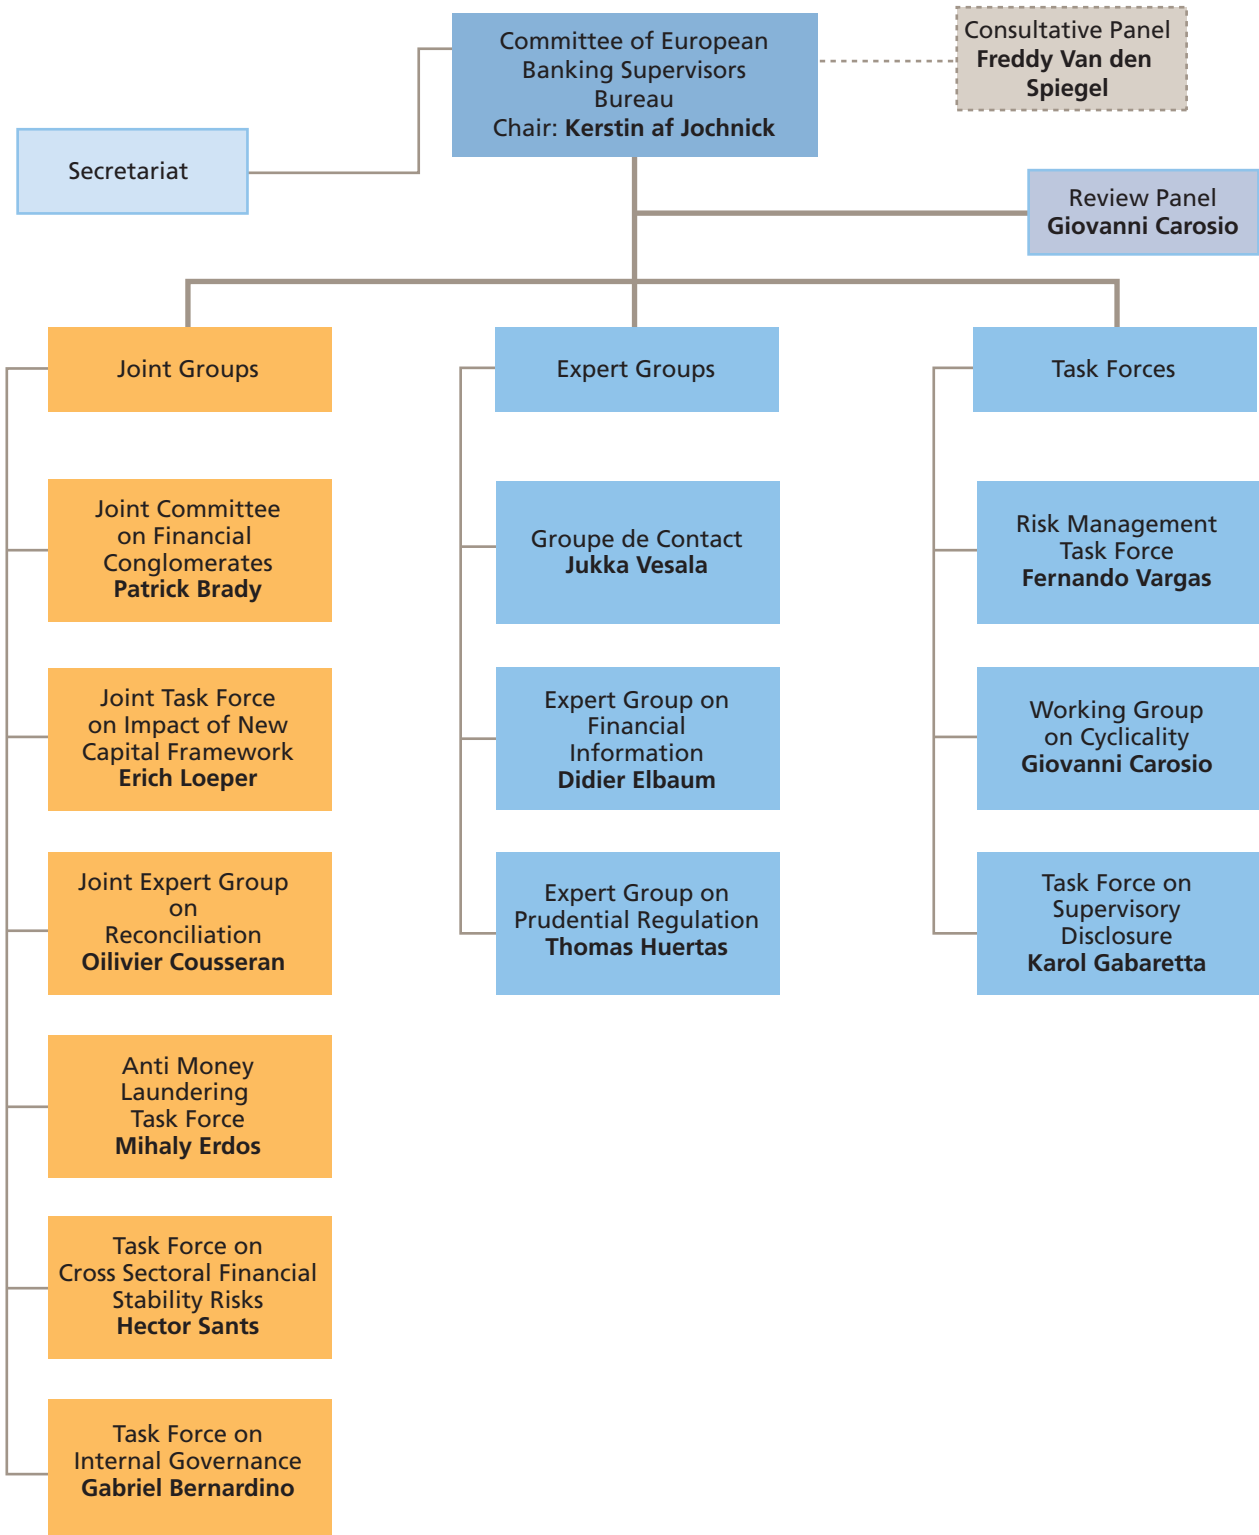 Committee of European
Banking Supervisors
Bureau
Chair: Kerstin af Jochnick
Consultative Panel
Freddy Van den
Spiegel
Secretariat
Review Panel
Giovanni Carosio
Joint Groups
Expert Groups
Task Forces
Joint Committee
on Financial
Conglomerates
Patrick Brady
Groupe de Contact
Jukka Vesala
Risk Management
Task Force
Fernando Vargas
Joint Task Force
on Impact of New
Capital Framework
Erich Loeper
Expert Group on
Financial
Information
Didier Elbaum
Working Group
on Cyclicality
Giovanni Carosio
Joint Expert Group
on
Reconciliation
Oilivier Cousseran
Expert Group on
Prudential Regulation
Thomas Huertas
Task Force on
Supervisory
Disclosure
Karol Gabaretta
Anti Money
Laundering
Task Force
Mihaly Erdos
Task Force on
Cross Sectoral Financial
Stability Risks
Hector Sants
Task Force on
Internal Governance
Gabriel Bernardino